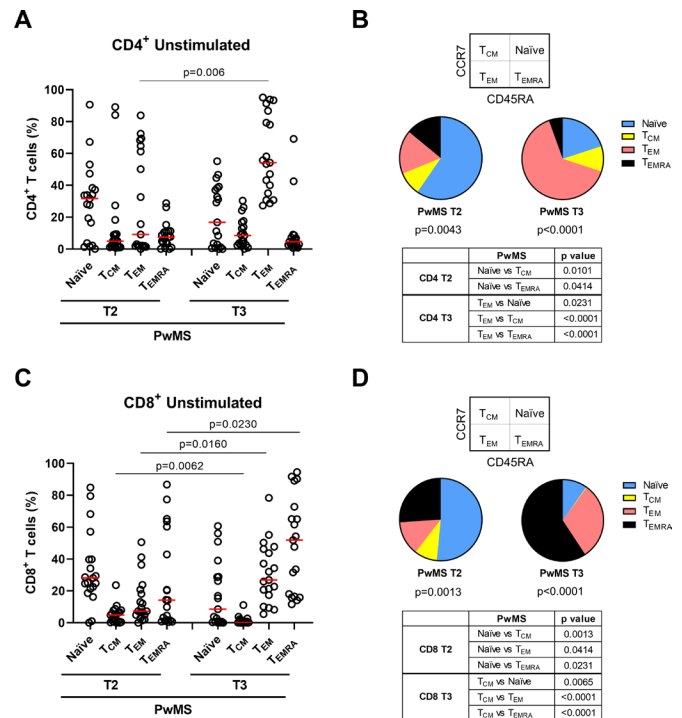 A
CD4+ Unstimulated
p=0.006
CD4+ T cells (%)
100
80
60
40
20
0
Naïve TCM TEM TEMRA Naïve TCM TEM TEMRA
T2 T3
PwMS
B
CCR7
TCM Naïve
TEM TEMRA
CD45RA
Naïve
TCM
TEM
TEMRA
PwMS T2 PwMS T3
p=0.0043 p<0.0001
PwMS p value
CD4 T2 Naïve vs TCM 0.0101
Naïve vs TEMRA 0.0414
CD4 T3 TEM vs Naïve 0.0231
TEM vs TCM <0.0001
TEM vs TEMRA <0.0001
C
CD8+ Unstimulated
p=0.0230
p=0.0160
p=0.0062
CD8+ T cells (%)
100
80
60
40
20
0
Naïve TCM TEM TEMRA Naïve TCM TEM TEMRA
T2 T3
PwMS
D
CCR7
TCM Naïve
TEM TEMRA
CD45RA
Naïve
TCM
TEM
TEMRA
PwMS T2 PwMS T3
p=0.0013 p<0.0001
PwMS p value
CD8 T2 Naïve vs TCM 0.0013
Naïve vs TEM 0.0414
Naïve vs TEMRA 0.0231
CD8 T3 TCM vs Naïve 0.0065
TCM vs TEM <0.0001
TCM vs TEMRA <0.0001